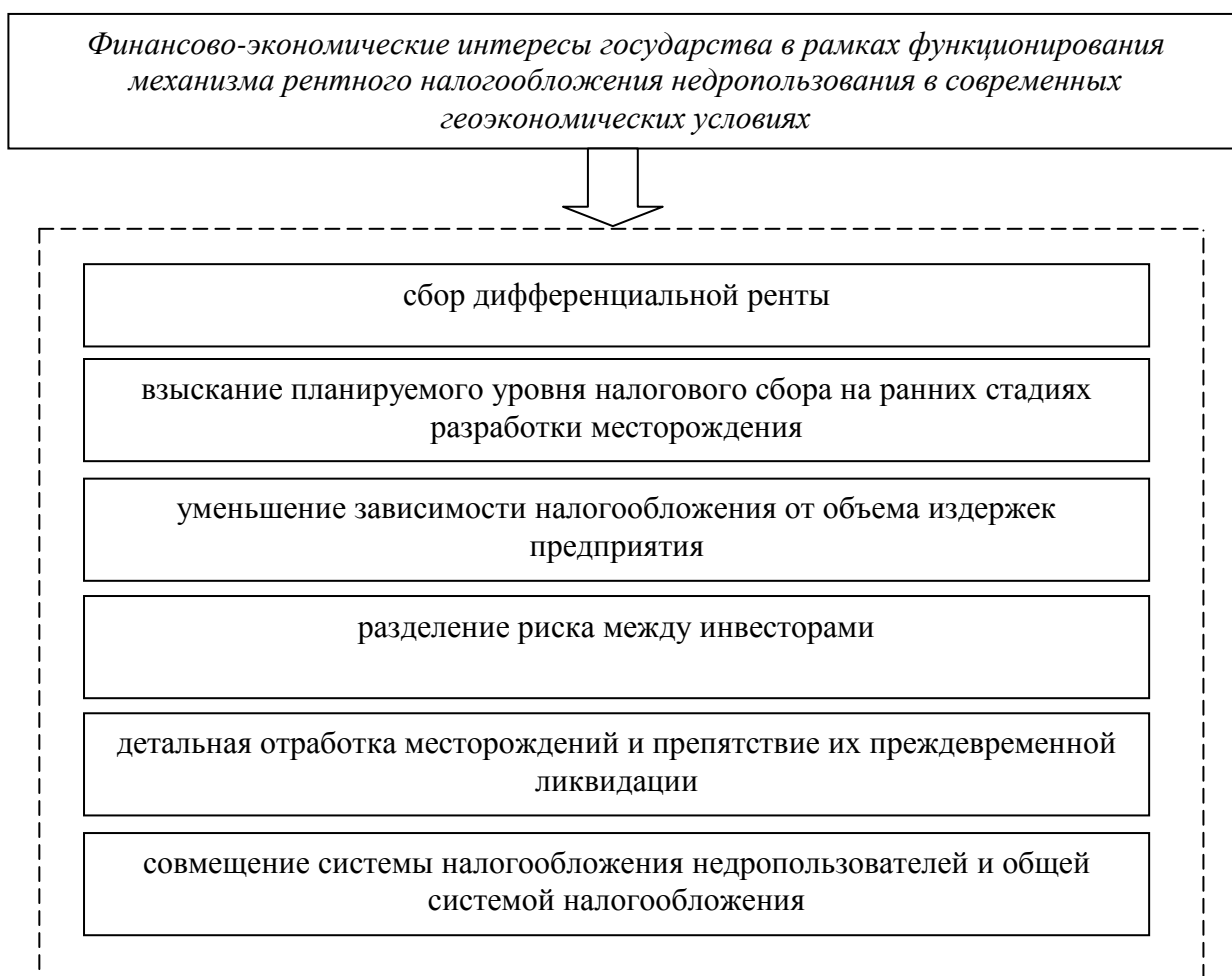 Финансово-экономические интересы государства в рамках функционирования
механизма рентного налогообложения недропользования в современных
геоэкономических условиях
сбор дифференциальной ренты
взыскание планируемого уровня налогового сбора на ранних стадиях
разработки месторождения
уменьшение зависимости налогообложения от объема издержек
предприятия
разделение риска между инвесторами
детальная отработка месторождений и препятствие их преждевременной
ликвидации
совмещение системы налогообложения недропользователей и общей
системой налогообложения